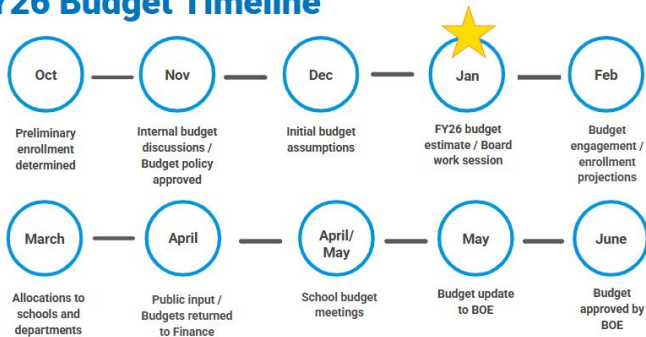 Y26 Budget Timeline
Oct
Nov
Dec
Jan
Feb
Preliminary
enrollment
determined
Internal budget
discussions /
Budget policy
approved
Initial budget
assumptions
FY26 budget
estimate / Board
work session
Budget
engagement /
enrollment
projections
March
April
April/
May
May
June
Allocations to
schools and
departments
Public input /
Budgets returned
to Finance
School budget
meetings
Budget update
to BOE
Budget
approved by
BOE